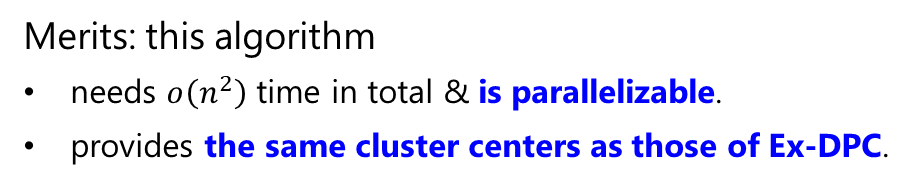 Merits: this algorithm
• needs 𝑜(𝑛²) time in total & is parallelizable.
• provides the same cluster centers as those of Ex-DPC.